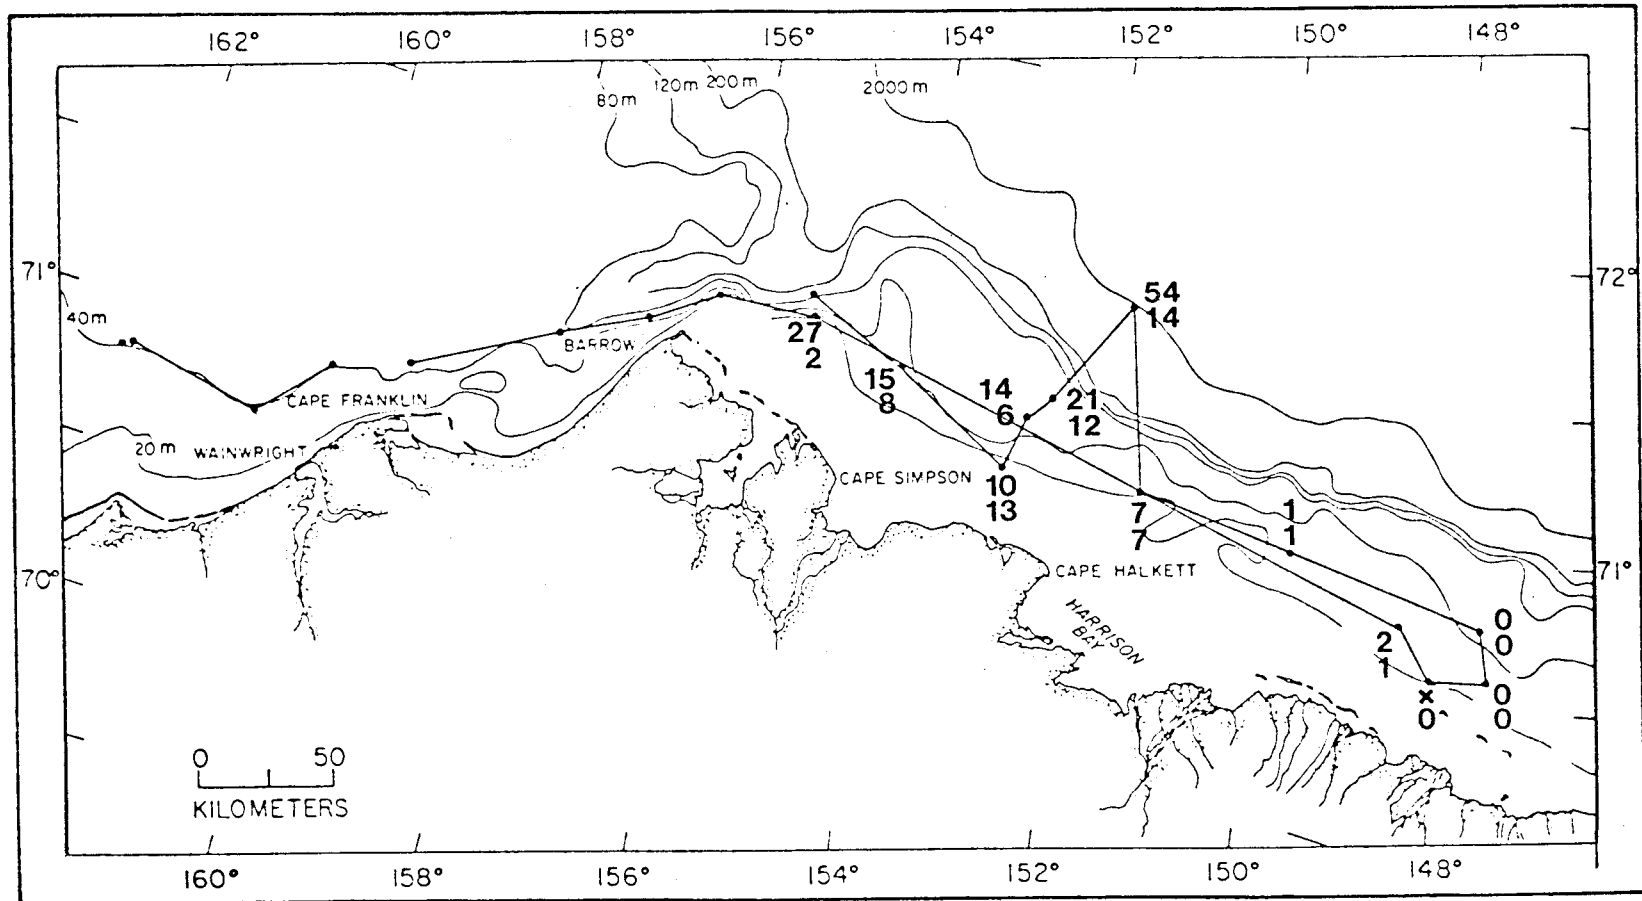 162° 160° 158° 156° 154° 152° 150° 148°
80m 120m 200m 2000m
71° 72°
40m
54
14
BARROW
27
2
15
8
14
6
21
12
CAPE FRANKLIN
20m WAINWRIGHT
CAPE SIMPSON
10
13
7
7
1
1
70° 71°
CAPE HALKETT
HARRISON
BAY
2
1
0
0
x
0
0
0
0 50
KILOMETERS
160° 158° 156° 154° 152° 150° 148°